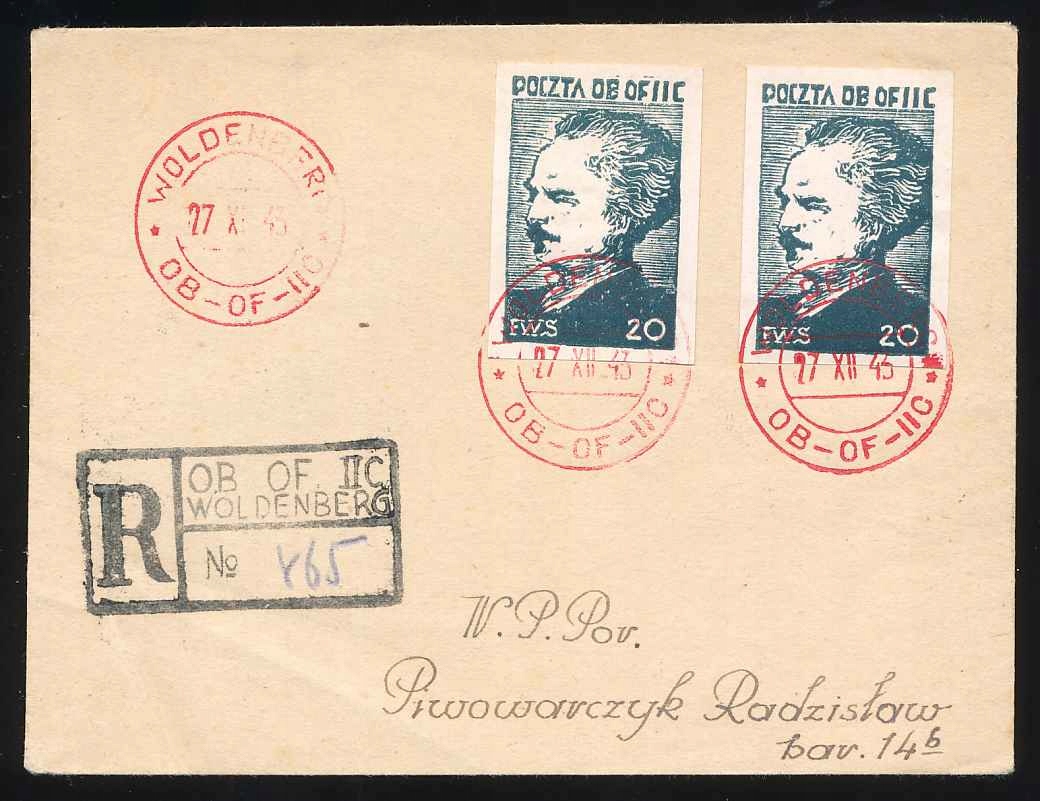 POCZTA OB OF IIC
FWS 20
POCZTA OB OF IIC
FWS 20
WOLDENBERG
27 XII 43
OB-OF-IIC
WOLDEN
27 XII 43
OB-OF-IIC
WOLDENBERG
27 XII 43
OB-OF-IIC
R
OB OF. IIC
WOLDENBERG
No 465
W.P.Por.
Piwowarczyk Radzisław
bar. 14b